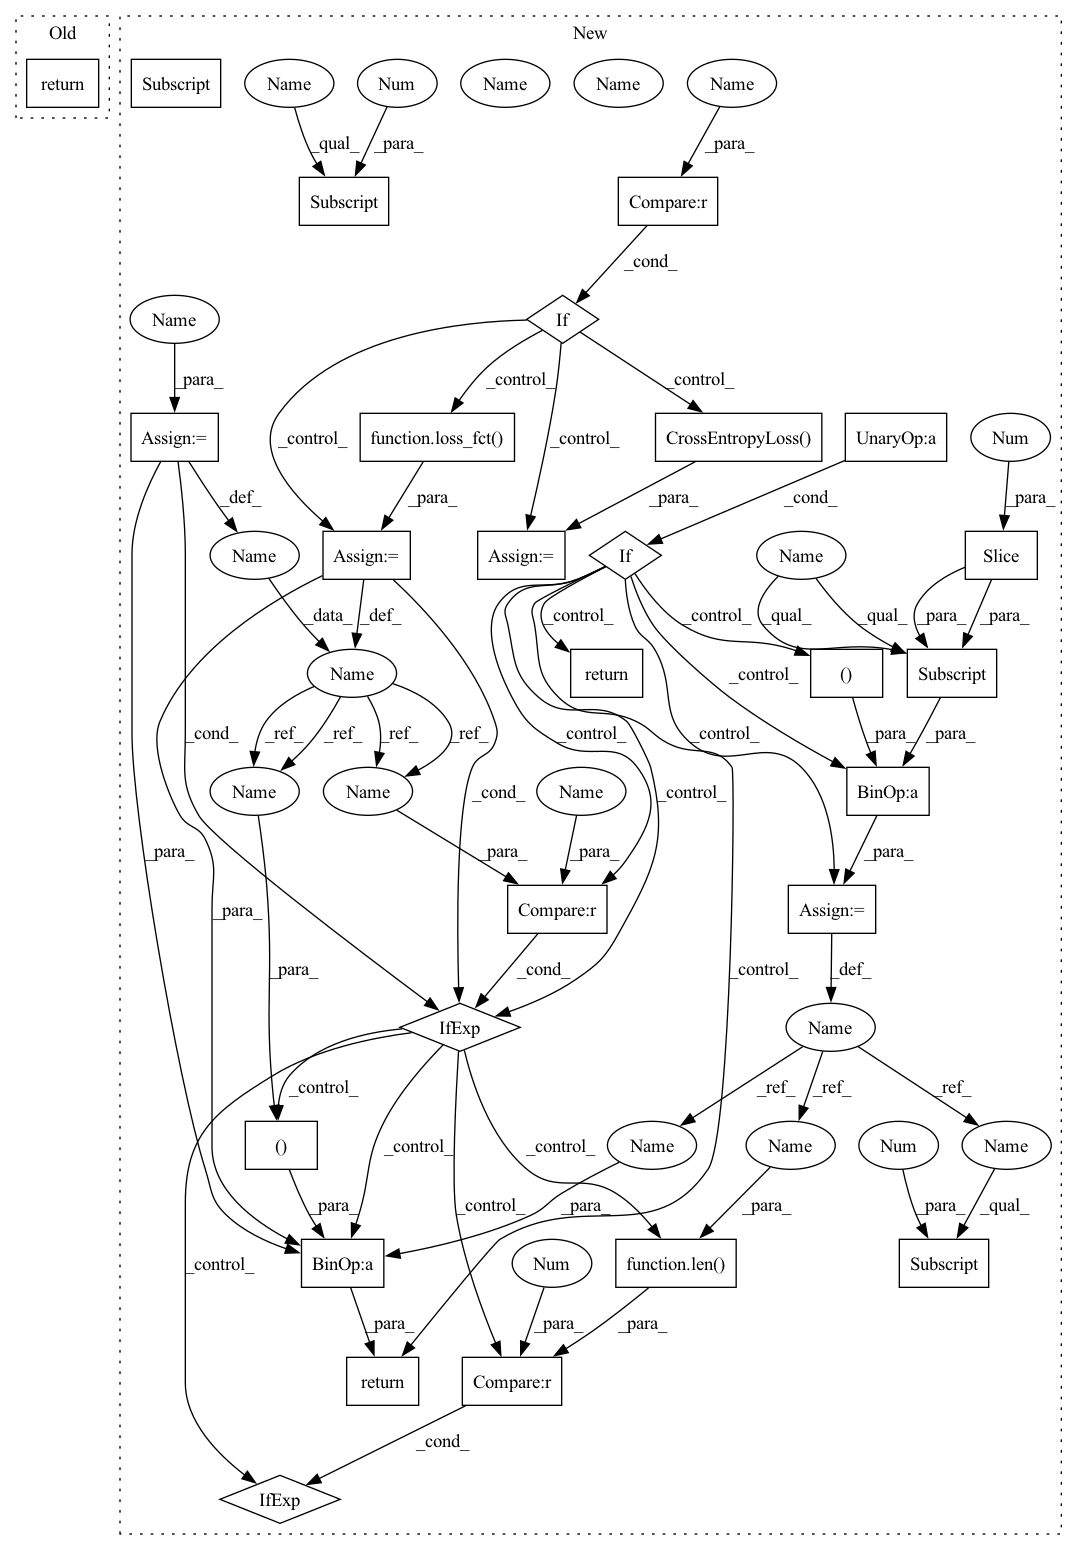 Old
New
return
Subscript
Name
Num
Name
Name
Name
_qual_
_para_
_para_
Subscript
Compare:r
_cond_
Name
If
_para_
_control_
_control_
Assign:=
_control_
function.loss_fct()
_control_
CrossEntropyLoss()
UnaryOp:a
Num
_def_
_para_
_para_
_cond_
_para_
Name
Assign:=
Assign:=
If
Name
Slice
_data_
_def_
_control_
_control_
_qual_
_qual_
_para_
_para_
Name
return
()
Subscript
_cond_
_ref_
_ref_
_ref_
_ref_
_control_
_control_
_control_
_para_
_para_
Name
Name
Name
BinOp:a
_cond_
_control_
_para_
_para_
_para_
_para_
Compare:r
Assign:=
_para_
_para_
_cond_
_control_
_def_
IfExp
Name
_control_
_ref_
_ref_
_ref_
()
Name
Name
Num
Name
_control_
_control_
_para_
_control_
_para_
_para_
_para_
_qual_
BinOp:a
Num
function.len()
Subscript
_control_
_para_
_para_
_para_
return
Compare:r
_cond_
IfExp